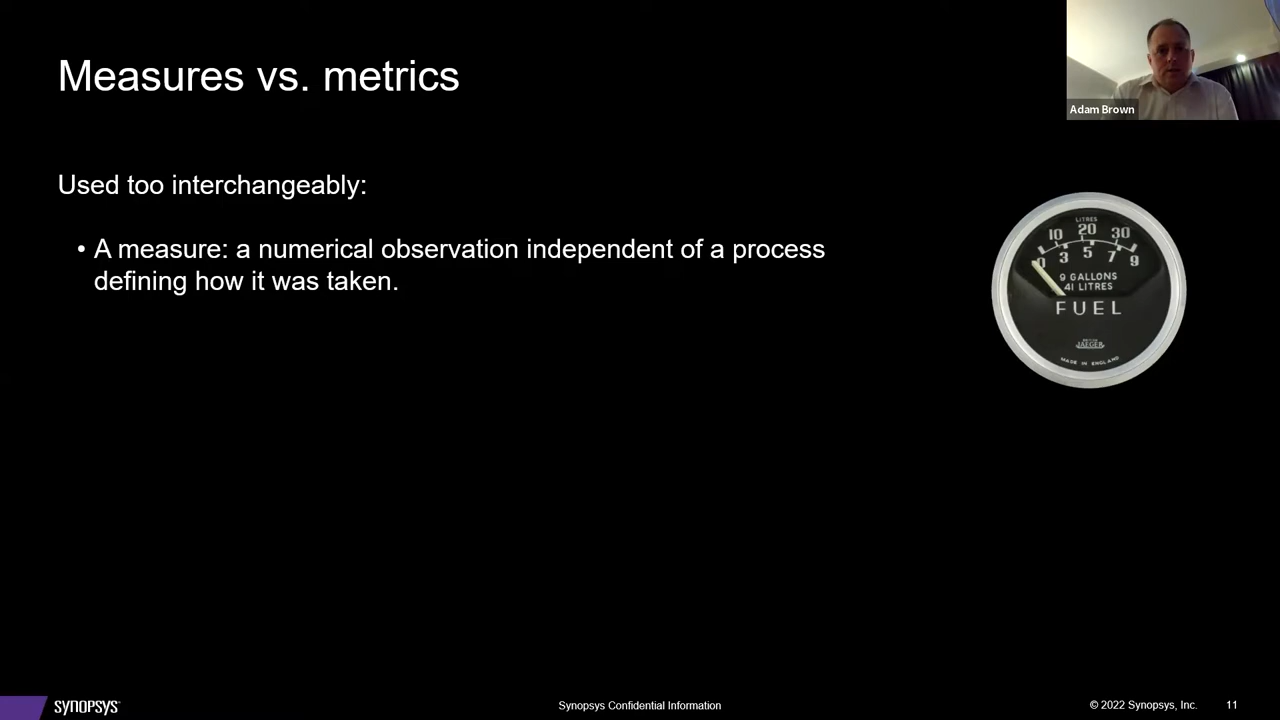 Measures vs. metrics
Adam Brown
Used too interchangeably:
• A measure: a numerical observation independent of a process
defining how it was taken.
LITRES
10 20 30
0 3 5 7 9
9 GALLONS
41 LITRES
FUEL
JAEGER
MADE IN ENGLAND
SYNOPSYS
Synopsys Confidential Information
© 2022 Synopsys, Inc.
11